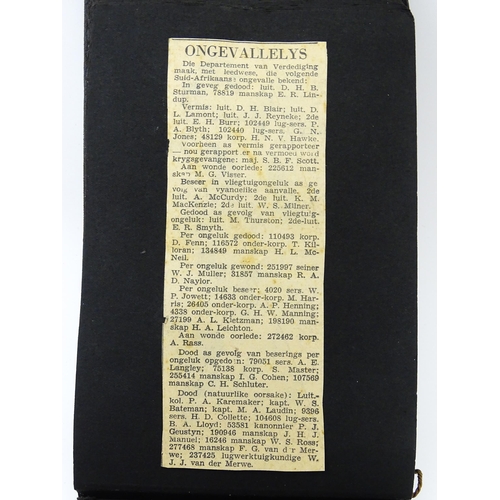 ONGEVALLELYS
Die Departement van Verdediging
maak, met leedwese, die volgende
Suid-Afrikaanse ongevalle bekend:
In geveg gedood: luit. D. H. B.
Sturman, 78819 manskap E. R. Lin-
dup.
Vermis: luit. D. H. Blair; luit. D.
L. Lamont; luit. J. J. Reyneke; 2de
luit. E. H. Burr; 102449 lug-sers. P.
A. Blyth; 102440 lug-sers. G. N.
Jones; 48129 korp. H. N. V. Hawke.
Voorheen as vermis gerapporteer
— nou gerapporteer as na vermoed word
krygsgevangene: maj. S. B. F. Scott.
Aan wonde oorlede: 225612 man-
skap M. G. Visser.
Beseer in vliegtuigongeluk as ge-
volg van vyandelike aanvalle. 2de
luit. A. McCurdy; 2de luit. K. M.
MacKenzie; 2de luit. W. S. Milner.
Gedood as gevolg van vliegtuig-
ongeluk: luit. M. Thurston; 2de-luit.
E. R. Smyth.
Per ongeluk gedood: 110493 korp.
D. Fenn; 116572 onder-korp. T. Kil-
loran; 134849 manskap H. L. Mc-
Neil.
Per ongeluk gewond: 251997 seiner
W. J. Muller; 31857 manskap R. A.
D. Naylor.
Per ongeluk beseer; 4020 sers. W.
P. Jowett; 14633 onder-korp. M. Har-
ris; 26405 onder-korp. A. P. Henning;
4338 onder-korp. G. H. W. Manning;
27199 A. L. Kletzman; 198190 man-
skap H. A. Leichton.
Aan wonde oorlede: 272462 korp.
A. Rass.
Dood as gevolg van beserings per
ongeluk opgedoen: 79051 sers. A. E.
Langley; 75138 korp. S. Master;
255414 manskap I. G. Cohen; 107569
manskap C. H. Schluter.
Dood (natuurlike oorsake): Luit.-
kol. P. A. Karemaker; kapt. W. S.
Bateman; kapt. M. A. Laudin; 9396
sers. H. D. Collette; 104608 lug-sers.
B. A. Lloyd; 53581 kanonnier P. J.
Geustyn; 190946 manskap J. H. J.
Manuel; 16246 manskap W. S. Ross;
277468 manskap F. G. van der Mer-
we; 237425 lugwerktuigkundige W.
J. J. van der Merwe.